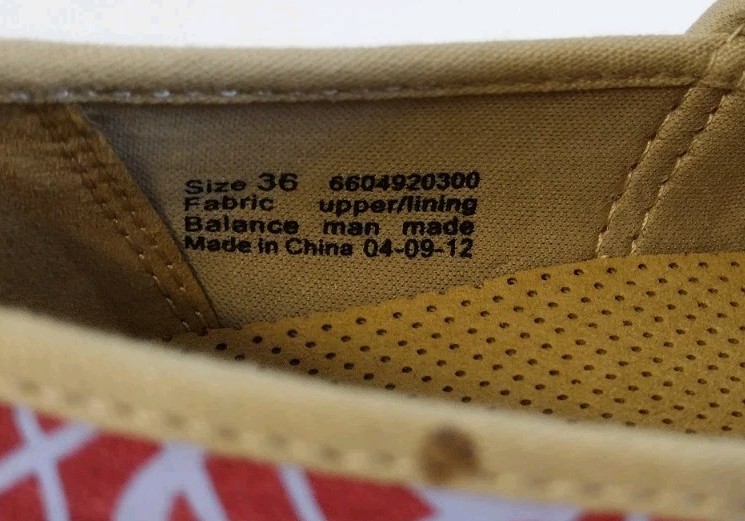 Size 36 6604920300
Fabric upper/lining
Balance man made
Made in China 04-09-12